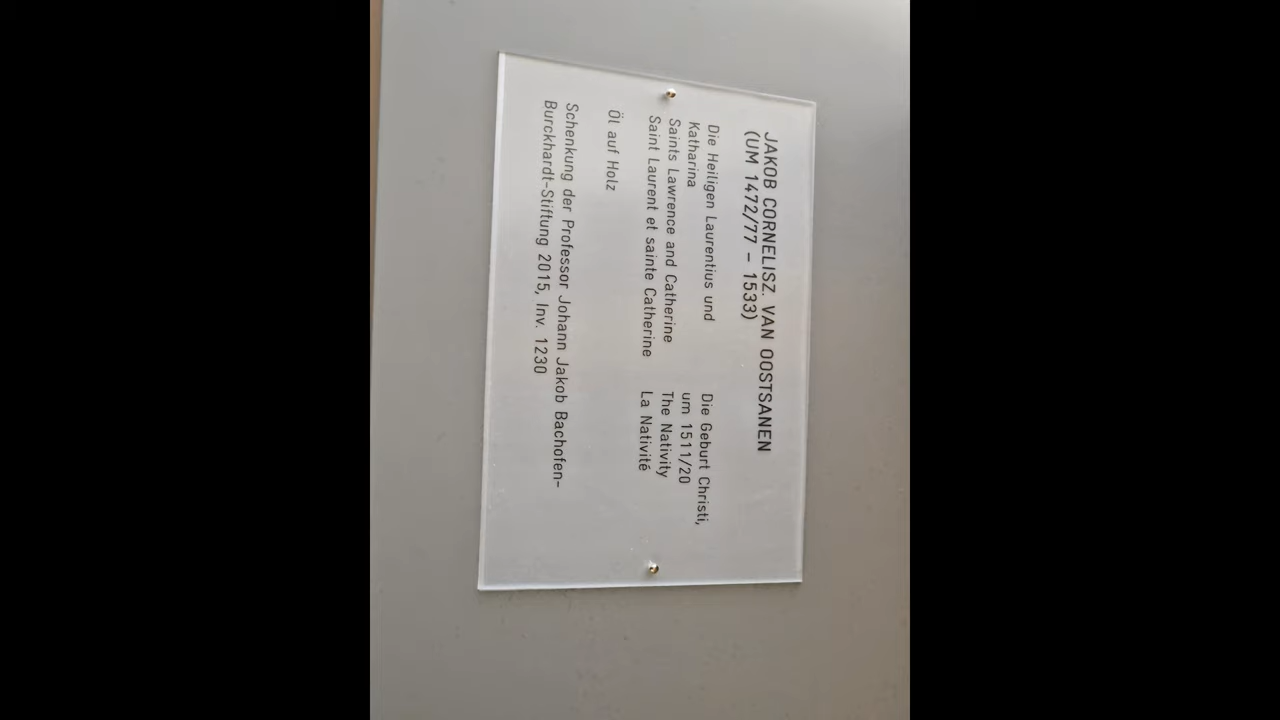 JAKOB CORNELISZ. VAN OOSTSANEN
(UM 1472/77 – 1533)
Die Heiligen Laurentius und
Katharina
Saints Lawrence and Catherine
Saint Laurent et sainte Catherine
Die Geburt Christi,
um 1511/20
The Nativity
La Nativité
Öl auf Holz
Schenkung der Professor Johann Jakob Bachofen-
Burckhardt-Stiftung 2015, Inv. 1230